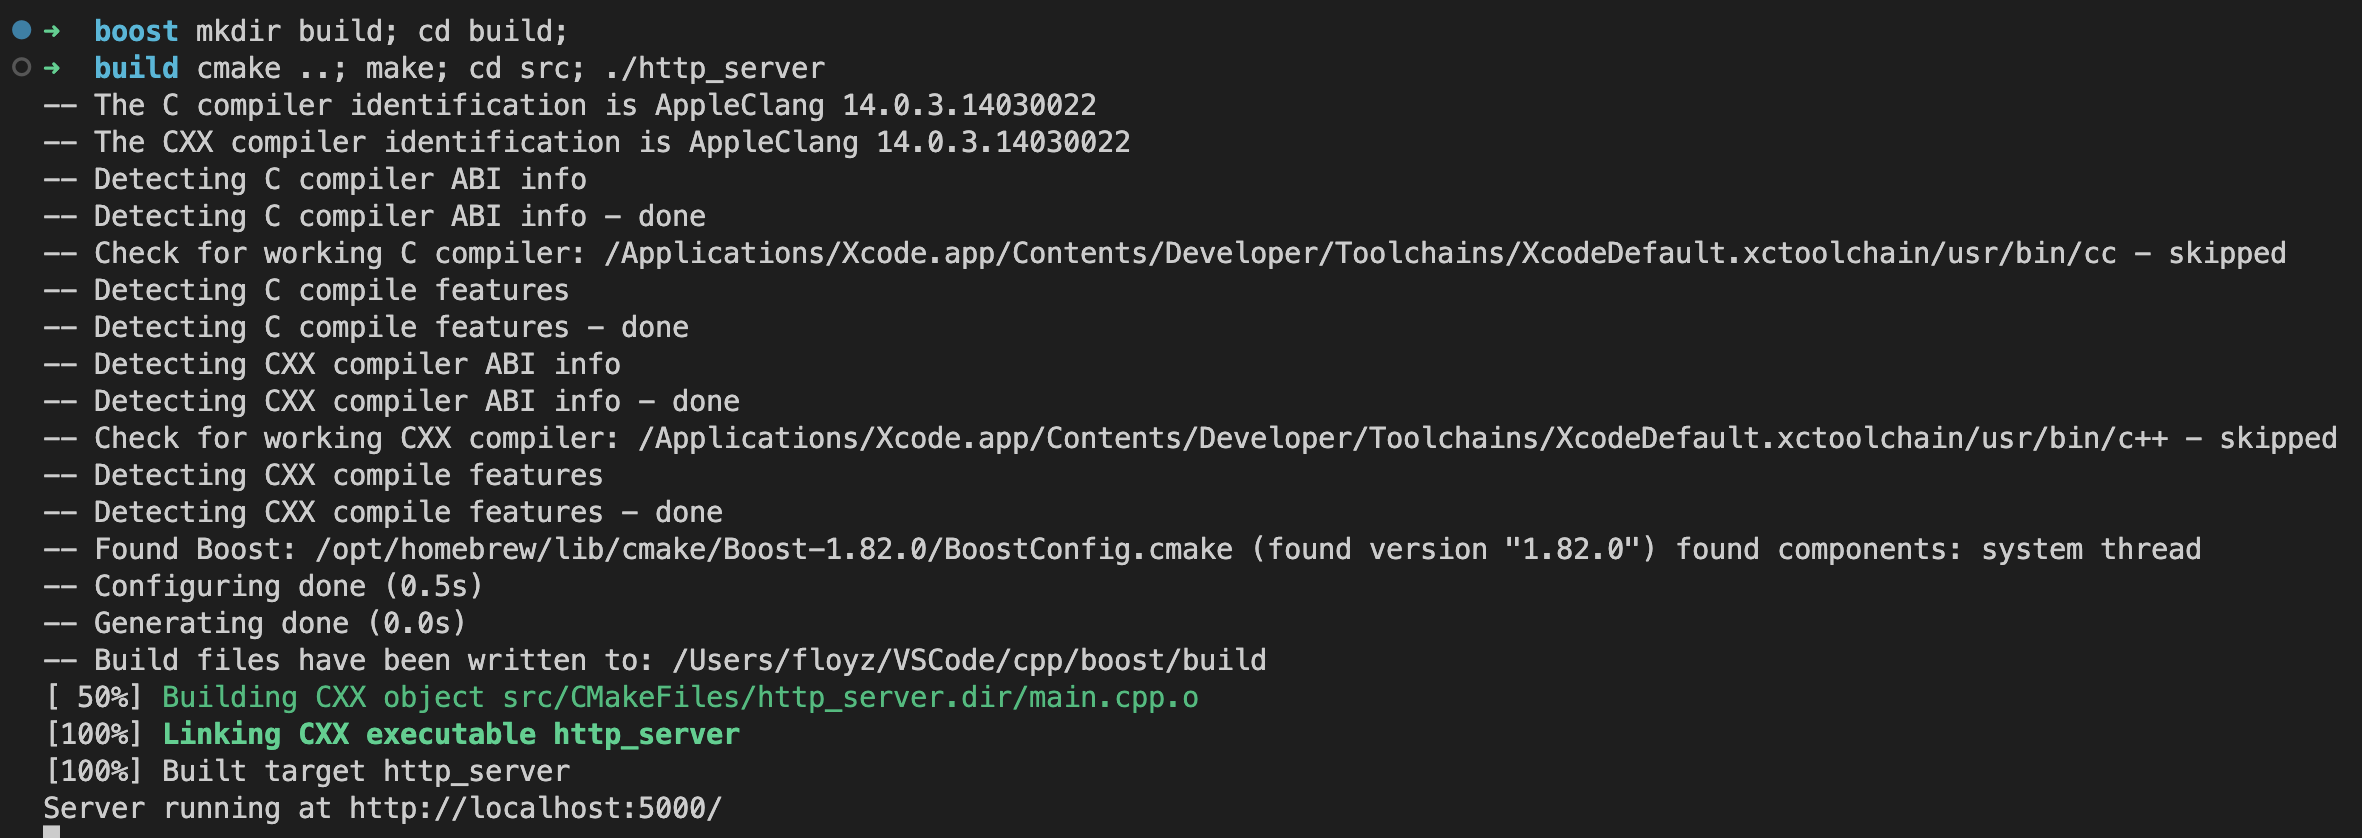 ➜  boost mkdir build; cd build;
➜  build cmake ..; make; cd src; ./http_server
-- The C compiler identification is AppleClang 14.0.3.14030022
-- The CXX compiler identification is AppleClang 14.0.3.14030022
-- Detecting C compiler ABI info
-- Detecting C compiler ABI info - done
-- Check for working C compiler: /Applications/Xcode.app/Contents/Developer/Toolchains/XcodeDefault.xctoolchain/usr/bin/cc - skipped
-- Detecting C compile features
-- Detecting C compile features - done
-- Detecting CXX compiler ABI info
-- Detecting CXX compiler ABI info - done
-- Check for working CXX compiler: /Applications/Xcode.app/Contents/Developer/Toolchains/XcodeDefault.xctoolchain/usr/bin/c++ - skipped
-- Detecting CXX compile features
-- Detecting CXX compile features - done
-- Found Boost: /opt/homebrew/lib/cmake/Boost-1.82.0/BoostConfig.cmake (found version "1.82.0") found components: system thread
-- Configuring done (0.5s)
-- Generating done (0.0s)
-- Build files have been written to: /Users/floyz/VSCode/cpp/boost/build
[ 50%] Building CXX object src/CMakeFiles/http_server.dir/main.cpp.o
[100%] Linking CXX executable http_server
[100%] Built target http_server
Server running at http://localhost:5000/